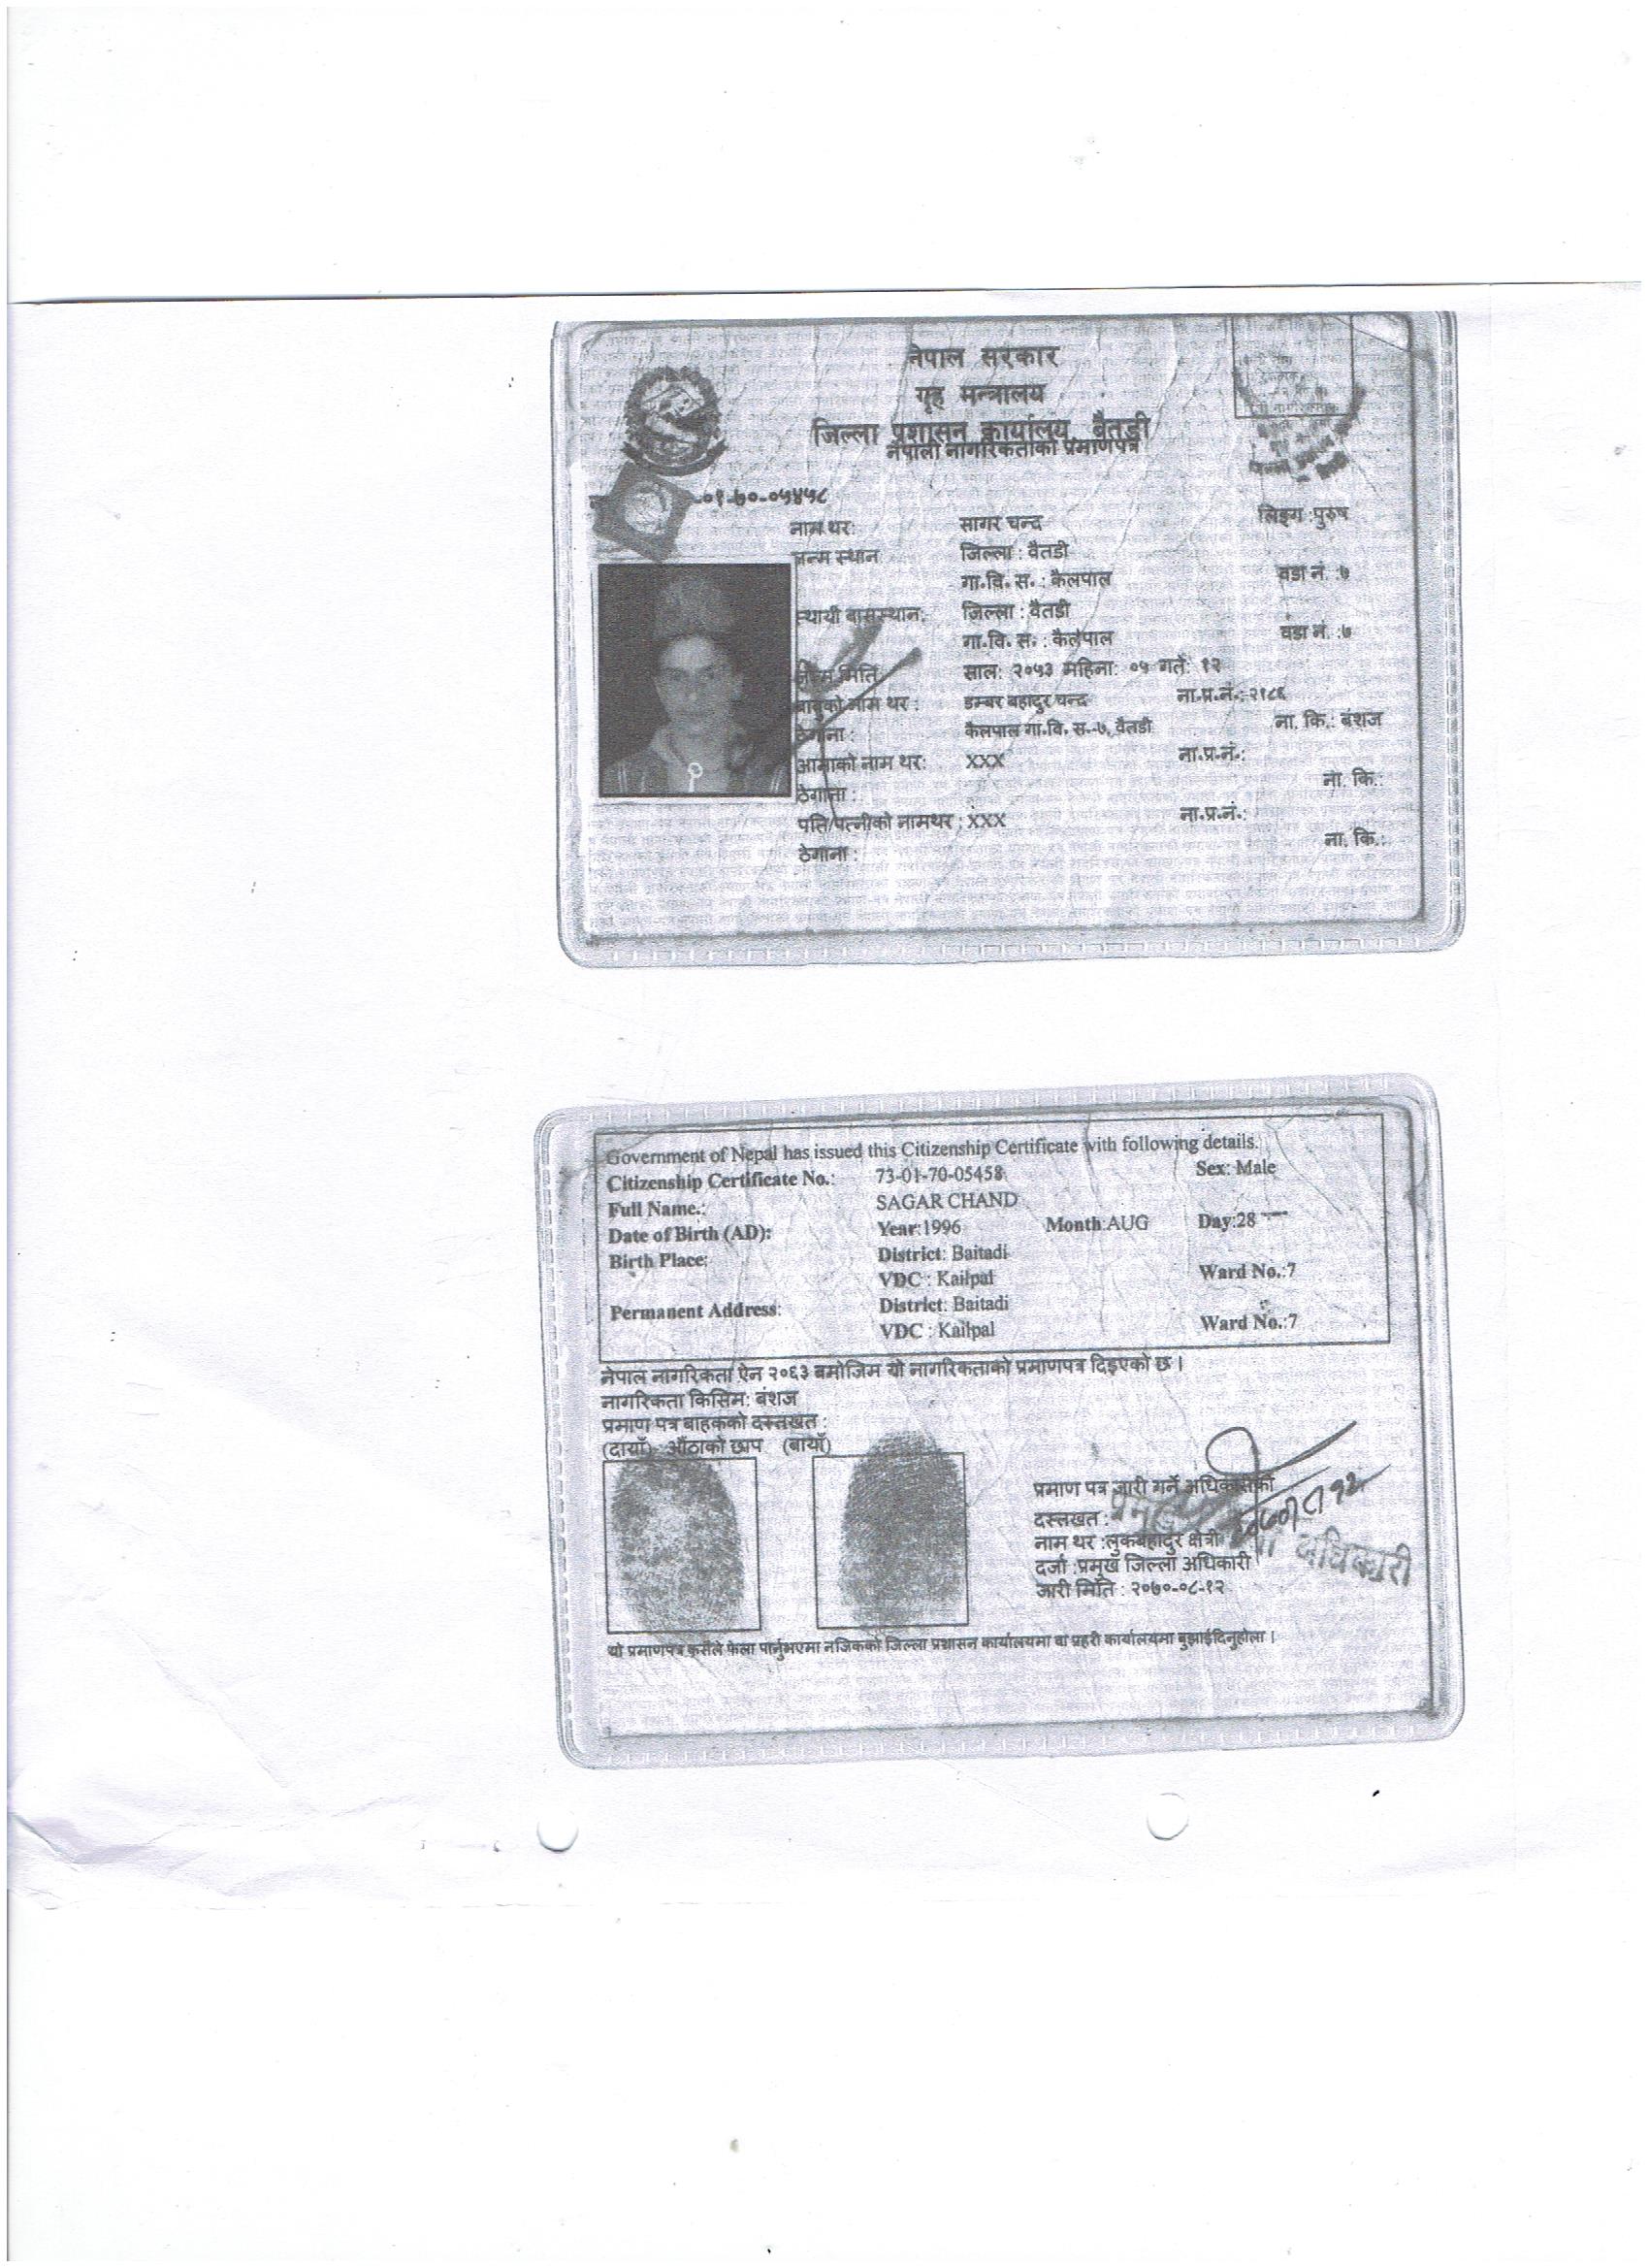 नेपाल सरकार
गृह मन्त्रालय
जिल्ला प्रशासन कार्यालय, बैतडी
नेपाली नागरिकताको प्रमाणपत्र
-०१-७०-०५४५८
नाम थर: सागर चन्द लिङ्ग :पुरुष
जन्म स्थान जिल्ला : बैतडी
गा.वि. स. : कैलपाल वडा नं. :७
स्थायी बासस्थान: जिल्ला : बैतडी
गा.वि. स. : कैलपाल वडा नं. :७
जन्म मिति साल: २०५३ महिना: ०५ गते: १२
बाबुको नाम थर : डम्बर बहादुर चन्द ना.प्र.नं.:२१८६
ठेगाना : कैलपाल गा.वि. स.-७, बैतडी ना. कि.: बंशज
आमाको नाम थर: XXX ना.प्र.नं.:
ठेगाना : ना. कि.:
पति/पत्नीको नामथर : XXX ना.प्र.नं.:
ठेगाना : ना. कि.:
Government of Nepal has issued this Citizenship Certificate with following details.
Citizenship Certificate No.: 73-01-70-05458 Sex: Male
Full Name.: SAGAR CHAND
Date of Birth (AD): Year:1996 Month:AUG Day:28
Birth Place: District: Baitadi
VDC : Kailpal Ward No.:7
Permanent Address: District: Baitadi
VDC : Kailpal Ward No.:7
नेपाल नागरिकता ऐन २०६३ बमोजिम यो नागरिकताको प्रमाणपत्र दिइएको छ ।
नागरिकता किसिम: बंशज
प्रमाण पत्र बाहकको दस्तखत :
(दायाँ) औंठाको छाप (बायाँ)
प्रमाण पत्र जारी गर्ने अधिकारीको
दस्तखत :
नाम थर :लुकबहादुर क्षेत्री
दर्जा :प्रमुख जिल्ला अधिकारी
अधिकारी
जारी मिति : २०७०-०८-१२
यो प्रमाणपत्र कसैले फेला पार्नुभएमा नजिकको जिल्ला प्रशासन कार्यालयमा वा प्रहरी कार्यालयमा बुझाईदिनुहोला ।